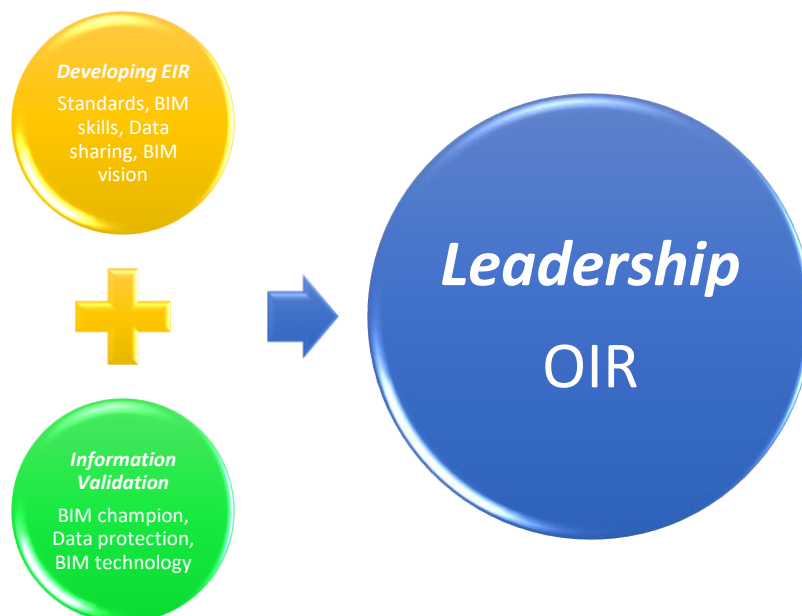 Developing EIR
Standards, BIM
skills, Data
sharing, BIM
vision
Information
Validation
BIM champion,
Data protection,
BIM technology
Leadership
OIR